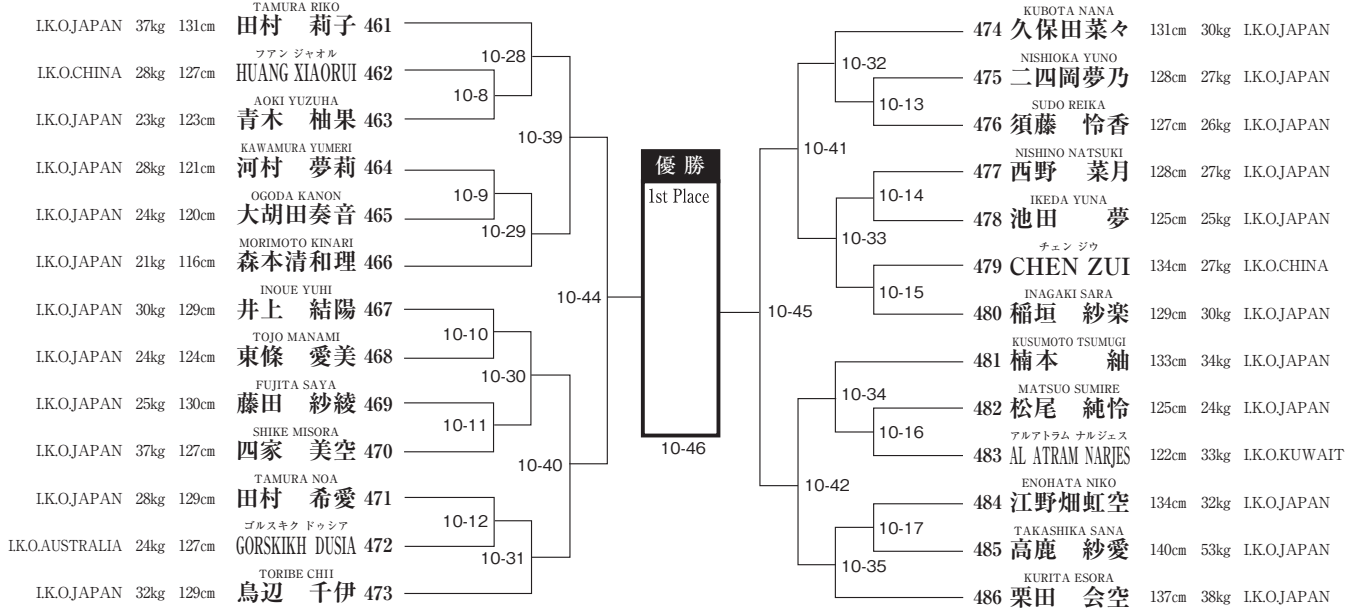 TAMURA RIKO
I.K.O.JAPAN 37kg 131cm 田村 莉子 461
フアン ジャオル
I.K.O.CHINA 28kg 127cm HUANG XIAORUI 462
AOKI YUZUHA
I.K.O.JAPAN 23kg 123cm 青木 柚果 463
KAWAMURA YUMERI
I.K.O.JAPAN 28kg 121cm 河村 夢莉 464
OGODA KANON
I.K.O.JAPAN 24kg 120cm 大胡田奏音 465
MORIMOTO KINARI
I.K.O.JAPAN 21kg 116cm 森本清和理 466
INOUE YUHI
I.K.O.JAPAN 30kg 129cm 井上 結陽 467
TOJO MANAMI
I.K.O.JAPAN 24kg 124cm 東條 愛美 468
FUJITA SAYA
I.K.O.JAPAN 25kg 130cm 藤田 紗綾 469
SHIKE MISORA
I.K.O.JAPAN 37kg 127cm 四家 美空 470
TAMURA NOA
I.K.O.JAPAN 28kg 129cm 田村 希愛 471
ゴルスキク ドゥシア
I.K.O.AUSTRALIA 24kg 127cm GORSKIKH DUSIA 472
TORIBE CHII
I.K.O.JAPAN 32kg 129cm 鳥辺 千伊 473
10-28
10-8
10-39
10-9
10-29
10-44
10-10
10-30
10-11
10-40
10-12
10-31
優勝
1st Place
10-46
10-32
10-13
10-41
10-14
10-33
10-15
10-45
10-34
10-16
10-42
10-17
10-35
KUBOTA NANA
474 久保田菜々 131cm 30kg I.K.O.JAPAN
NISHIOKA YUNO
475 二四岡夢乃 128cm 27kg I.K.O.JAPAN
SUDO REIKA
476 須藤 怜香 127cm 26kg I.K.O.JAPAN
NISHINO NATSUKI
477 西野 菜月 128cm 27kg I.K.O.JAPAN
IKEDA YUNA
478 池田 夢 125cm 25kg I.K.O.JAPAN
チェン ジウ
479 CHEN ZUI 134cm 27kg I.K.O.CHINA
INAGAKI SARA
480 稲垣 紗楽 129cm 30kg I.K.O.JAPAN
KUSUMOTO TSUMUGI
481 楠本 紬 133cm 34kg I.K.O.JAPAN
MATSUO SUMIRE
482 松尾 純怜 125cm 24kg I.K.O.JAPAN
アルアトラム ナルジェス
483 AL ATRAM NARJES 122cm 33kg I.K.O.KUWAIT
ENOHATA NIKO
484 江野畑虹空 134cm 32kg I.K.O.JAPAN
TAKASHIKA SANA
485 高鹿 紗愛 140cm 53kg I.K.O.JAPAN
KURITA ESORA
486 栗田 会空 137cm 38kg I.K.O.JAPAN